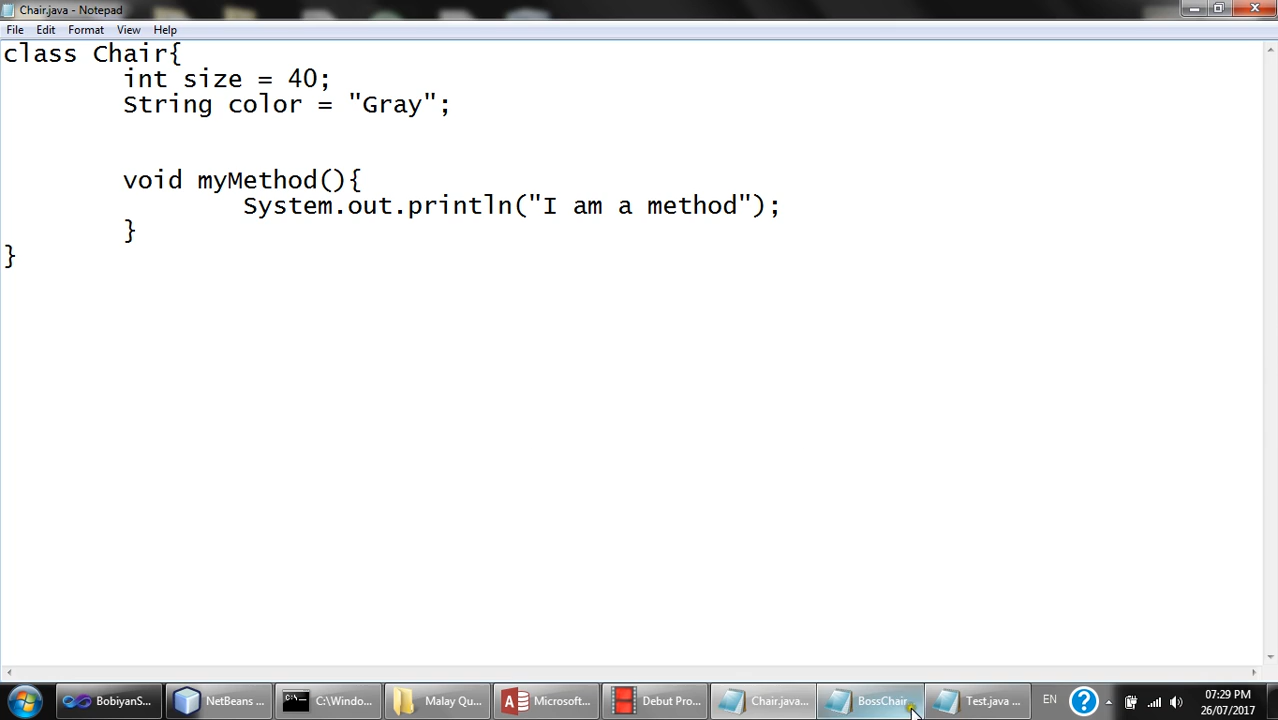 Chair.java - Notepad
File Edit Format View Help
class Chair{
int size = 40;
String color = "Gray";
void myMethod(){
System.out.println("I am a method");
}
}
BobiyanS... NetBeans ... C:\Windo... Malay Qu... Microsoft... Debut Pro... Chair.java... BossChair Test.java ... EN 07:29 PM
26/07/2017